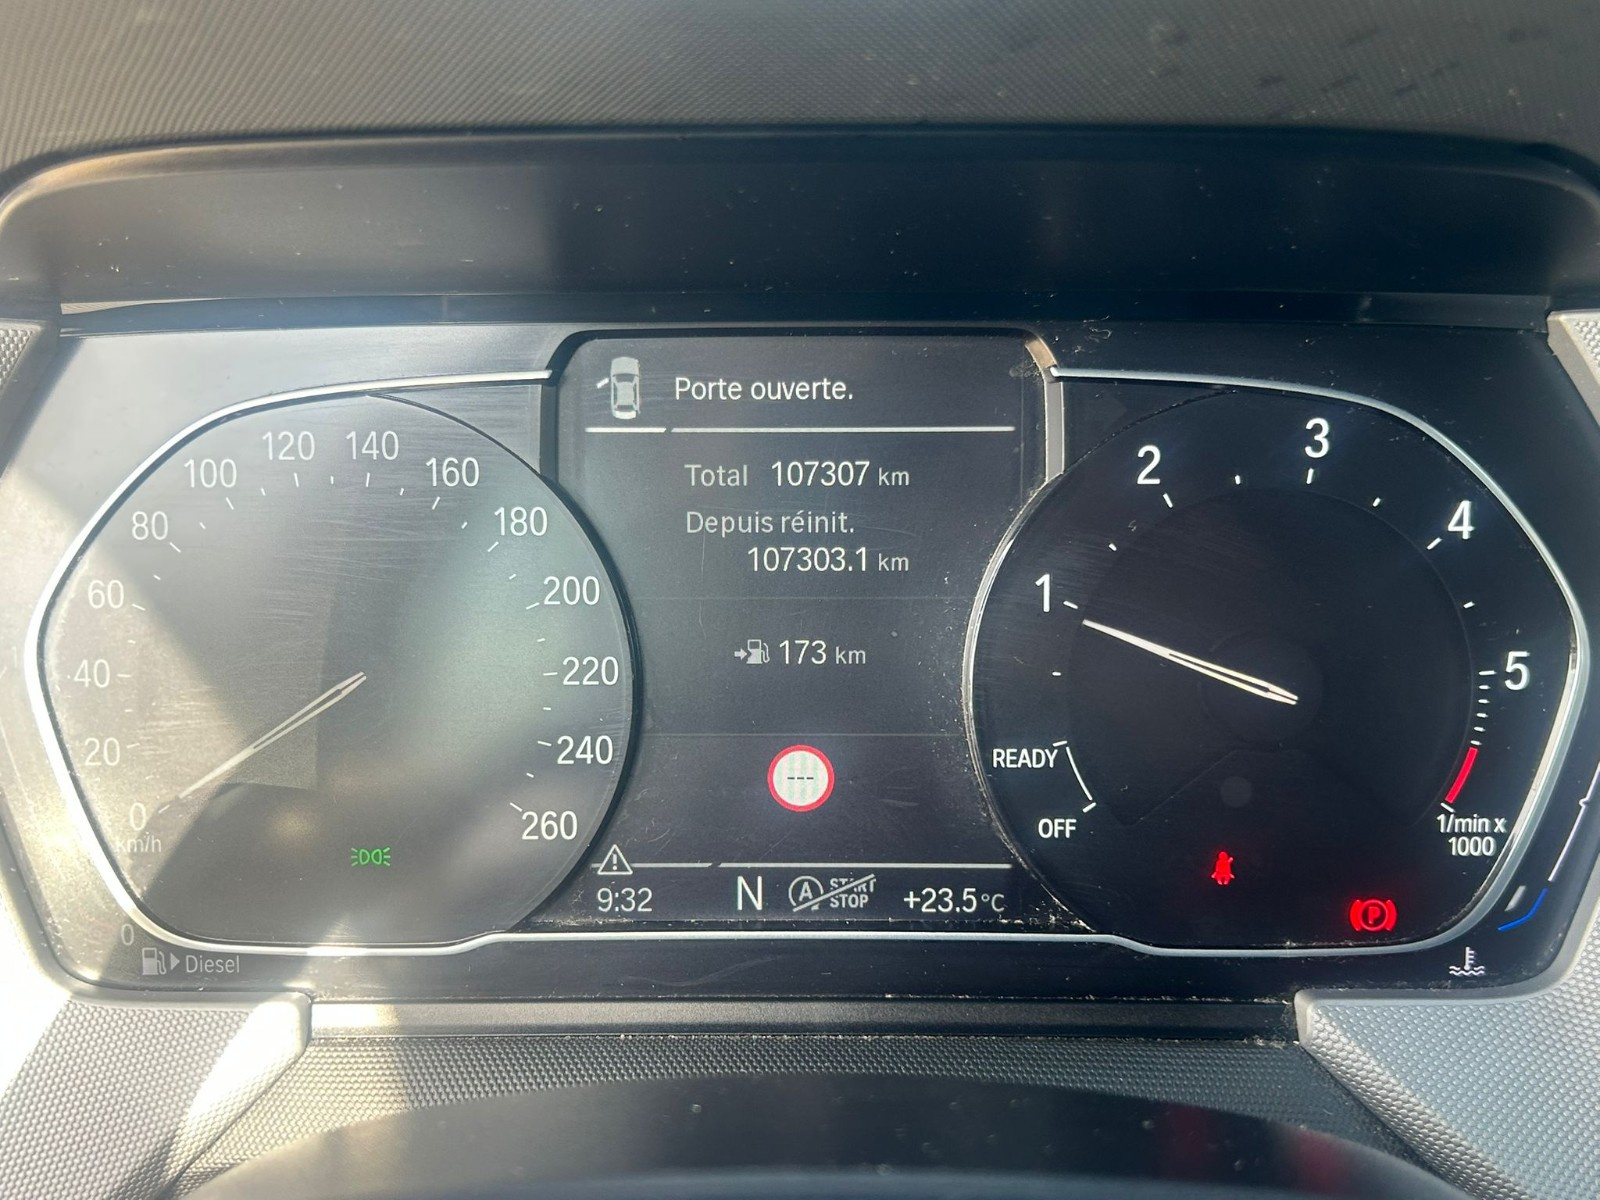 Porte ouverte.
Total 107307 km
Depuis réinit.
107303.1 km
173 km
---
9:32 N A START STOP +23.5°C
0 20 40 60 80 100 120 140 160 180 200 220 240 260
km/h
0
Diesel
OFF READY 1 2 3 4 5
1/min x
1000
P